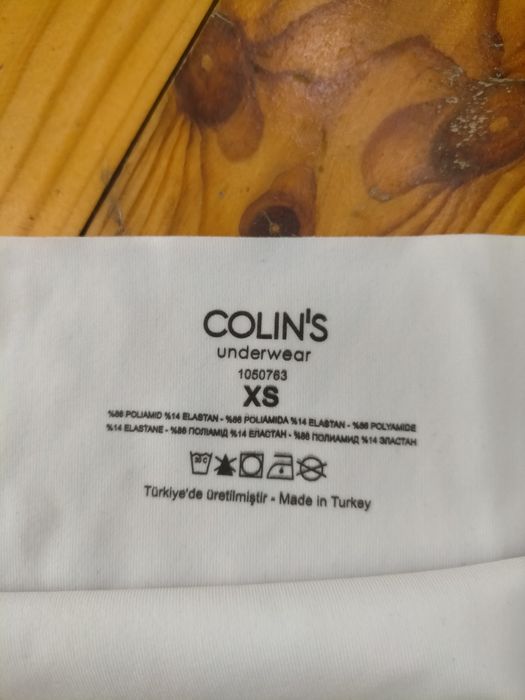 COLIN'S
underwear
1050763
XS
%86 POLIAMID %14 ELASTAN - %86 POLIAMIDA %14 ELASTAN - %86 POLYAMIDE
%14 ELASTANE - %86 ПОЛІАМІД %14 ЕЛАСТАН - %86 ПОЛИАМИД %14 ЭЛАСТАН
30°C
Türkiye'de üretilmiştir - Made in Turkey